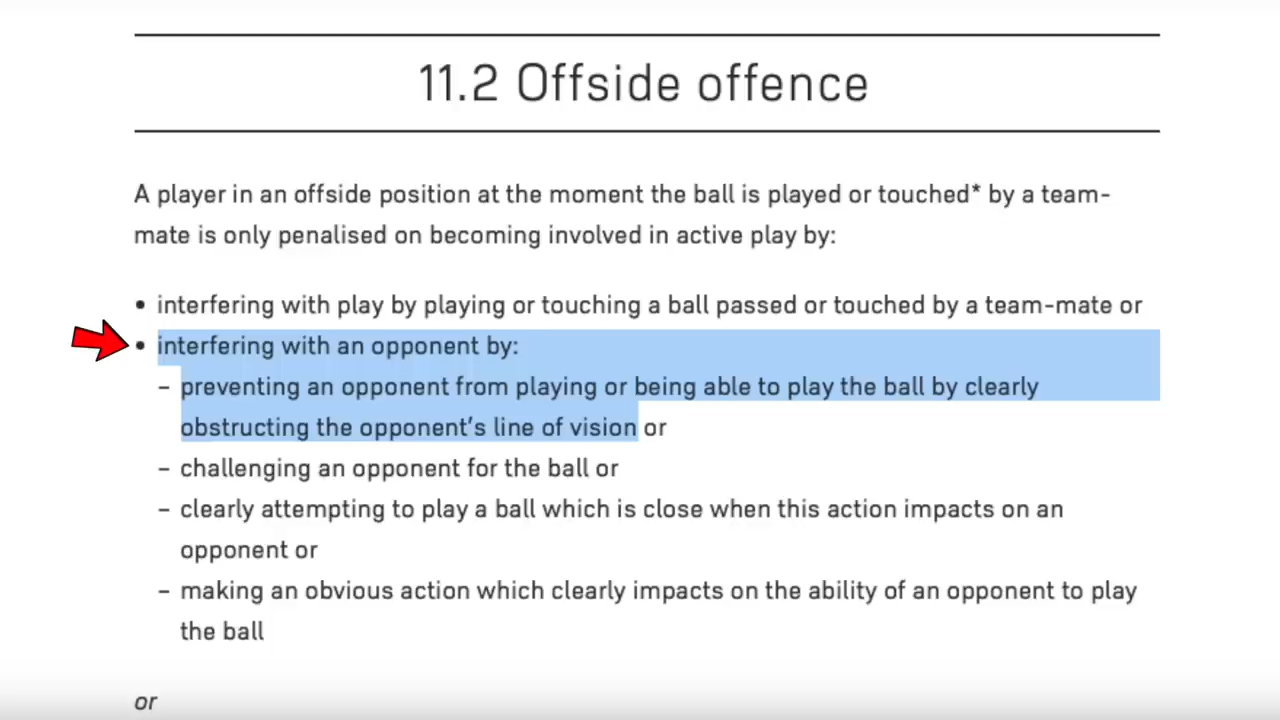 11.2 Offside offence
A player in an offside position at the moment the ball is played or touched* by a team-
mate is only penalised on becoming involved in active play by:
• interfering with play by playing or touching a ball passed or touched by a team-mate or
• interfering with an opponent by:
– preventing an opponent from playing or being able to play the ball by clearly
obstructing the opponent's line of vision or
– challenging an opponent for the ball or
– clearly attempting to play a ball which is close when this action impacts on an
opponent or
– making an obvious action which clearly impacts on the ability of an opponent to play
the ball
or